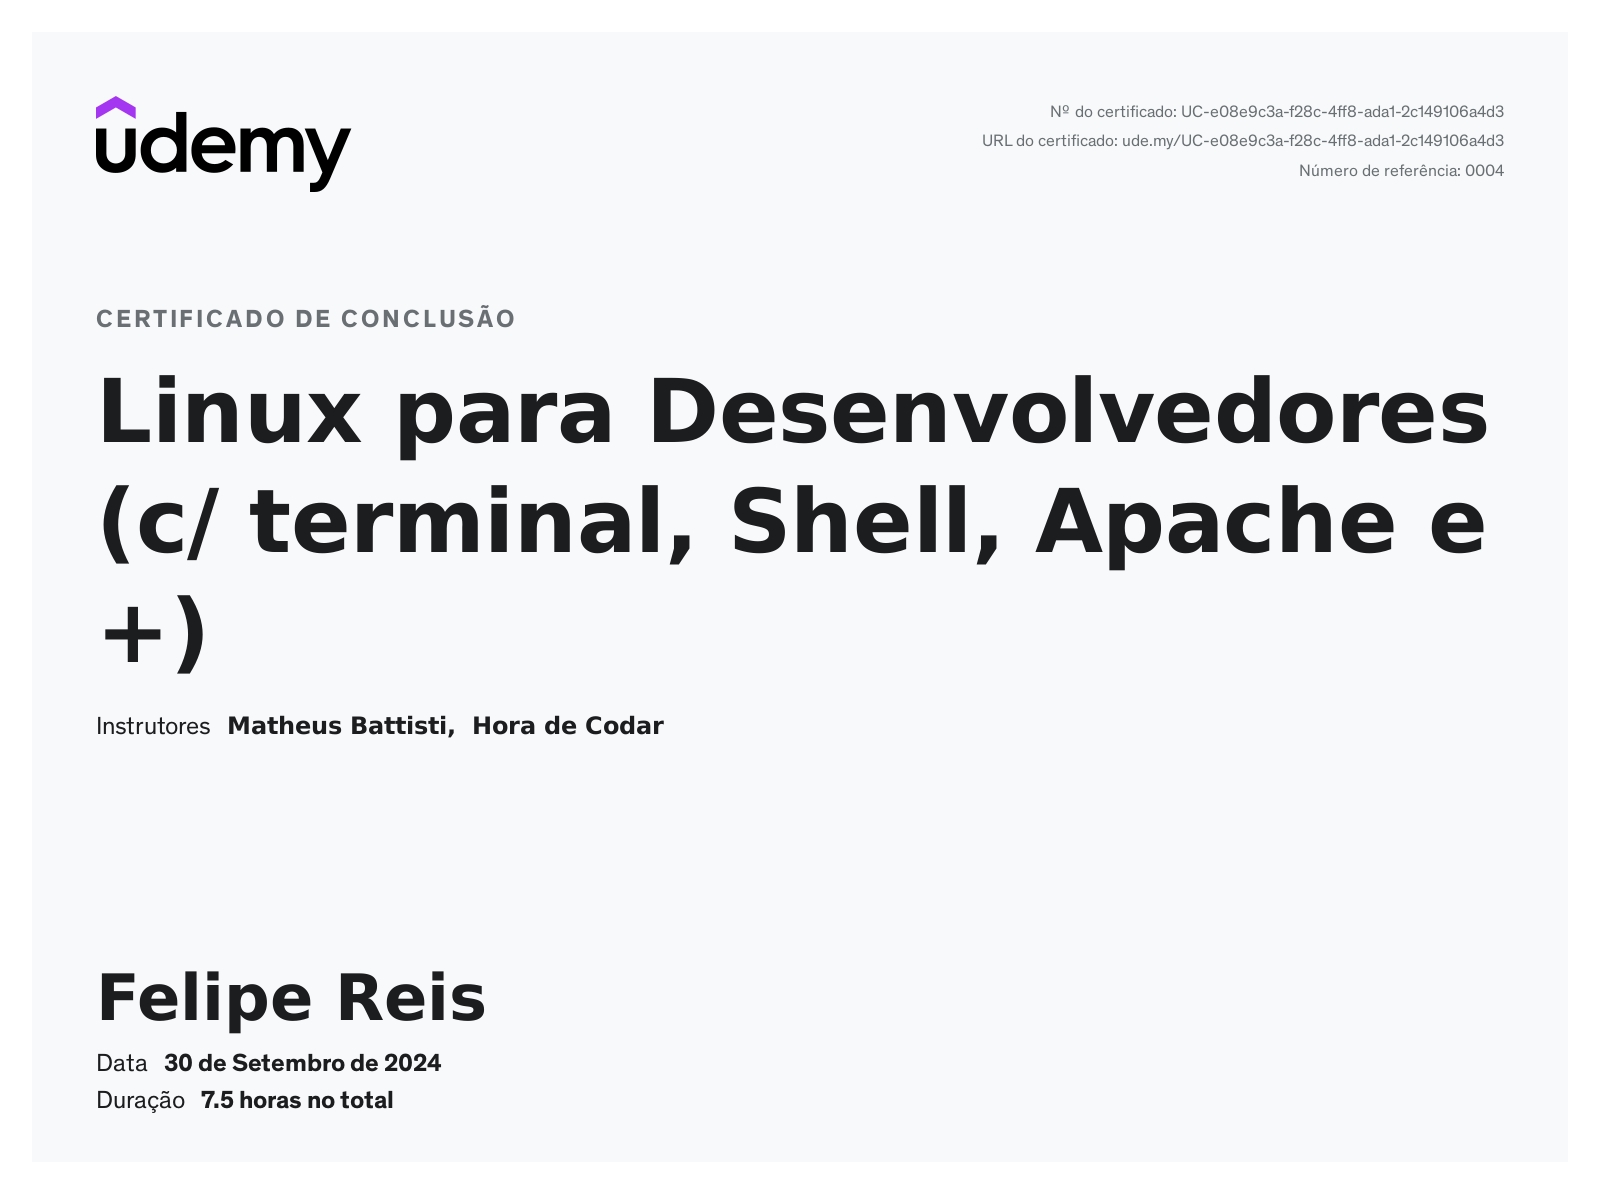 udemy
Nº do certificado: UC-e08e9c3a-f28c-4ff8-ada1-2c149106a4d3
URL do certificado: ude.my/UC-e08e9c3a-f28c-4ff8-ada1-2c149106a4d3
Número de referência: 0004
CERTIFICADO DE CONCLUSÃO
Linux para Desenvolvedores
(c/ terminal, Shell, Apache e
+)
Instrutores Matheus Battisti, Hora de Codar
Felipe Reis
Data 30 de Setembro de 2024
Duração 7.5 horas no total